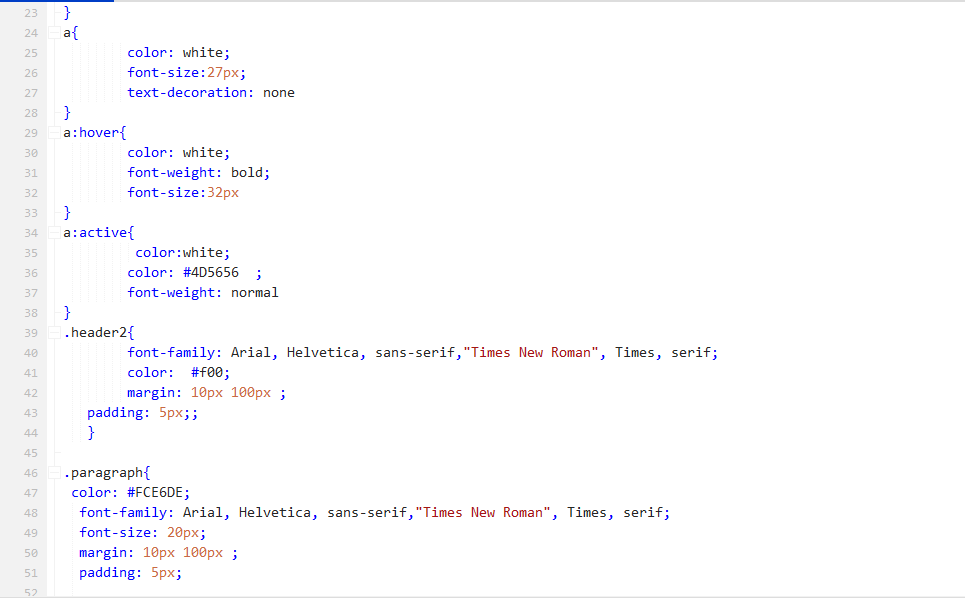 23 }
24 a{
25 color: white;
26 font-size:27px;
27 text-decoration: none
28 }
29 a:hover{
30 color: white;
31 font-weight: bold;
32 font-size:32px
33 }
34 a:active{
35 color:white;
36 color: #4D5656  ;
37 font-weight: normal
38 }
39 .header2{
40 font-family: Arial, Helvetica, sans-serif,"Times New Roman", Times, serif;
41 color:  #f00;
42 margin: 10px 100px ;
43 padding: 5px;;
44 }
45
46 .paragraph{
47 color: #FCE6DE;
48 font-family: Arial, Helvetica, sans-serif,"Times New Roman", Times, serif;
49 font-size: 20px;
50 margin: 10px 100px ;
51 padding: 5px;
52